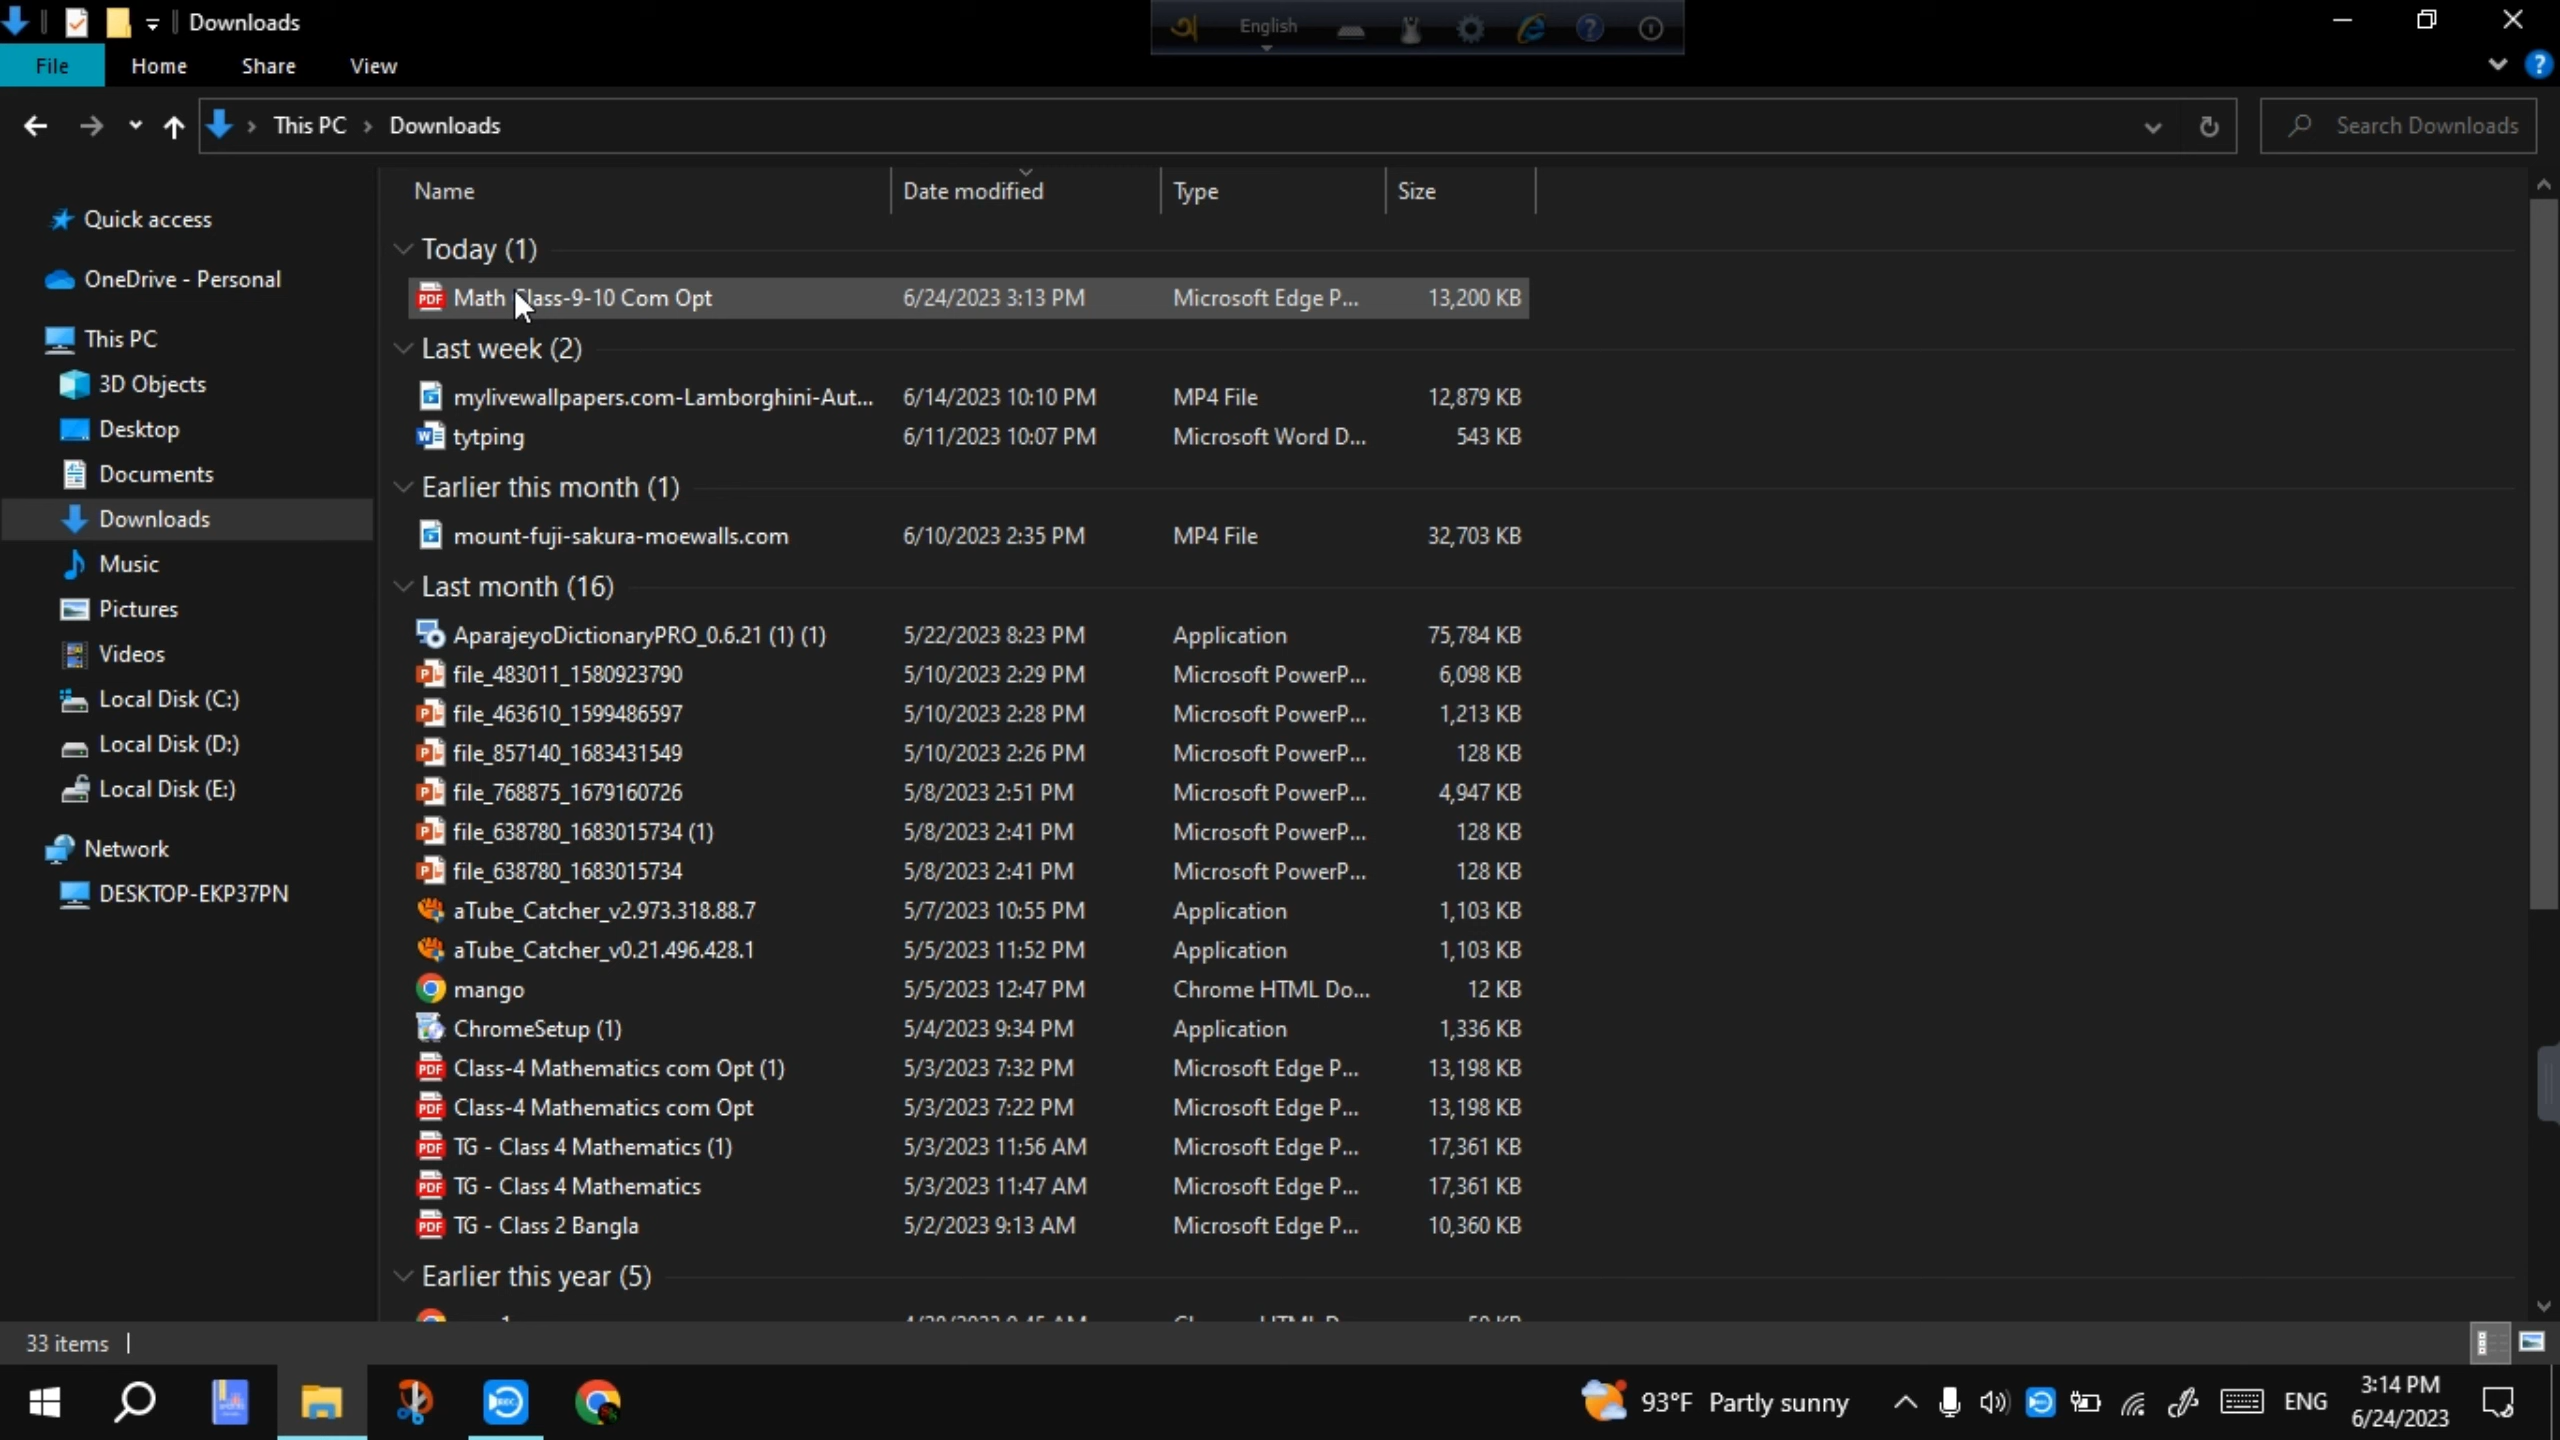 Downloads
English
File Home Share View
This PC > Downloads
Search Downloads
Name Date modified Type Size
Quick access
OneDrive - Personal
This PC
3D Objects
Desktop
Documents
Downloads
Music
Pictures
Videos
Local Disk (C:)
Local Disk (D:)
Local Disk (E:)
Network
DESKTOP-EKP37PN
Today (1)
Math Class-9-10 Com Opt 6/24/2023 3:13 PM Microsoft Edge P... 13,200 KB
Last week (2)
mylivewallpapers.com-Lamborghini-Aut... 6/14/2023 10:10 PM MP4 File 12,879 KB
tytping 6/11/2023 10:07 PM Microsoft Word D... 543 KB
Earlier this month (1)
mount-fuji-sakura-moewalls.com 6/10/2023 2:35 PM MP4 File 32,703 KB
Last month (16)
AparajeyoDictionaryPRO_0.6.21 (1) (1) 5/22/2023 8:23 PM Application 75,784 KB
file_483011_1580923790 5/10/2023 2:29 PM Microsoft PowerP... 6,098 KB
file_463610_1599486597 5/10/2023 2:28 PM Microsoft PowerP... 1,213 KB
file_857140_1683431549 5/10/2023 2:26 PM Microsoft PowerP... 128 KB
file_768875_1679160726 5/8/2023 2:51 PM Microsoft PowerP... 4,947 KB
file_638780_1683015734 (1) 5/8/2023 2:41 PM Microsoft PowerP... 128 KB
file_638780_1683015734 5/8/2023 2:41 PM Microsoft PowerP... 128 KB
aTube_Catcher_v2.973.318.88.7 5/7/2023 10:55 PM Application 1,103 KB
aTube_Catcher_v0.21.496.428.1 5/5/2023 11:52 PM Application 1,103 KB
mango 5/5/2023 12:47 PM Chrome HTML Do... 12 KB
ChromeSetup (1) 5/4/2023 9:34 PM Application 1,336 KB
Class-4 Mathematics com Opt (1) 5/3/2023 7:32 PM Microsoft Edge P... 13,198 KB
Class-4 Mathematics com Opt 5/3/2023 7:22 PM Microsoft Edge P... 13,198 KB
TG - Class 4 Mathematics (1) 5/3/2023 11:56 AM Microsoft Edge P... 17,361 KB
TG - Class 4 Mathematics 5/3/2023 11:47 AM Microsoft Edge P... 17,361 KB
TG - Class 2 Bangla 5/2/2023 9:13 AM Microsoft Edge P... 10,360 KB
Earlier this year (5)
33 items
93°F Partly sunny
ENG
3:14 PM
6/24/2023